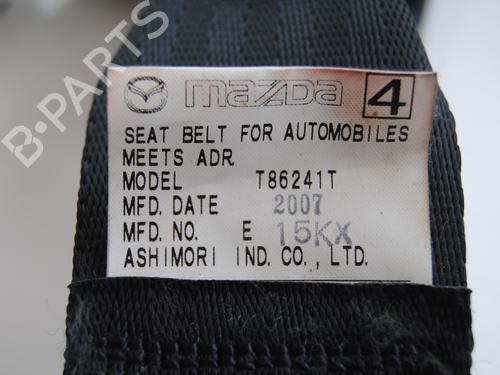 B-PARTS
mazda 4
SEAT BELT FOR AUTOMOBILES
MEETS ADR
MODEL T86241T
MFD. DATE 2007
MFD. NO. E 15KX
ASHIMORI IND. CO., LTD.